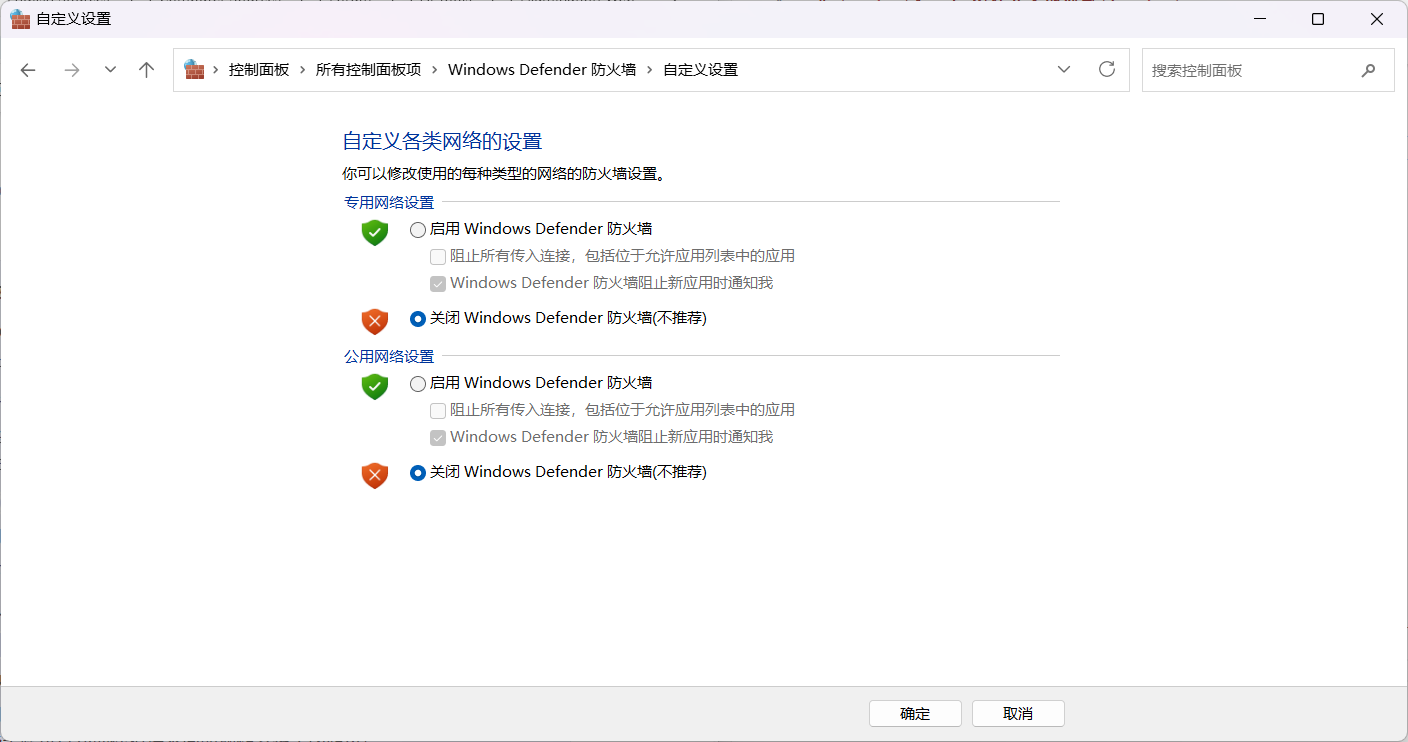 自定义设置
控制面板 > 所有控制面板项 > Windows Defender 防火墙 > 自定义设置
搜索控制面板
自定义各类网络的设置
你可以修改使用的每种类型的网络的防火墙设置。
专用网络设置
启用 Windows Defender 防火墙
阻止所有传入连接，包括位于允许应用列表中的应用
Windows Defender 防火墙阻止新应用时通知我
关闭 Windows Defender 防火墙(不推荐)
公用网络设置
启用 Windows Defender 防火墙
阻止所有传入连接，包括位于允许应用列表中的应用
Windows Defender 防火墙阻止新应用时通知我
关闭 Windows Defender 防火墙(不推荐)
确定
取消